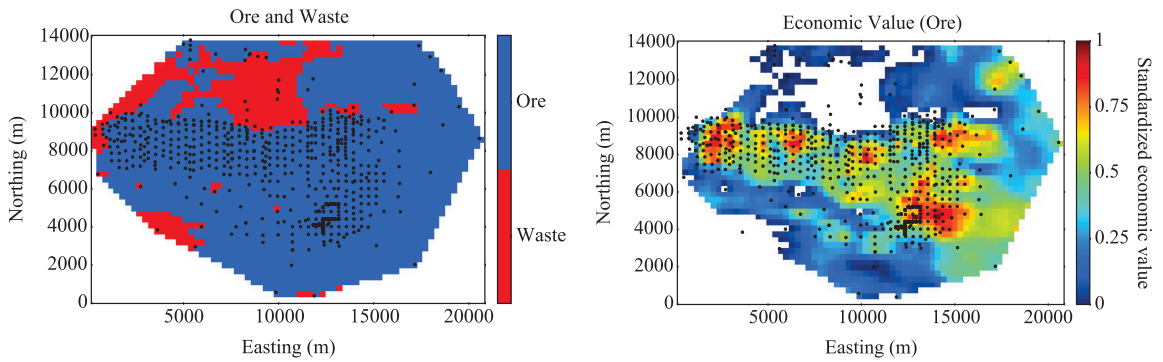 Ore and Waste
14000
12000
10000
8000
6000
4000
2000
0
Northing (m)
5000 10000 15000 20000
Easting (m)
Ore
Waste
Economic Value (Ore)
14000
12000
10000
8000
6000
4000
2000
0
Northing (m)
5000 10000 15000 20000
Easting (m)
1
0.75
0.5
0.25
0
Standardized economic value